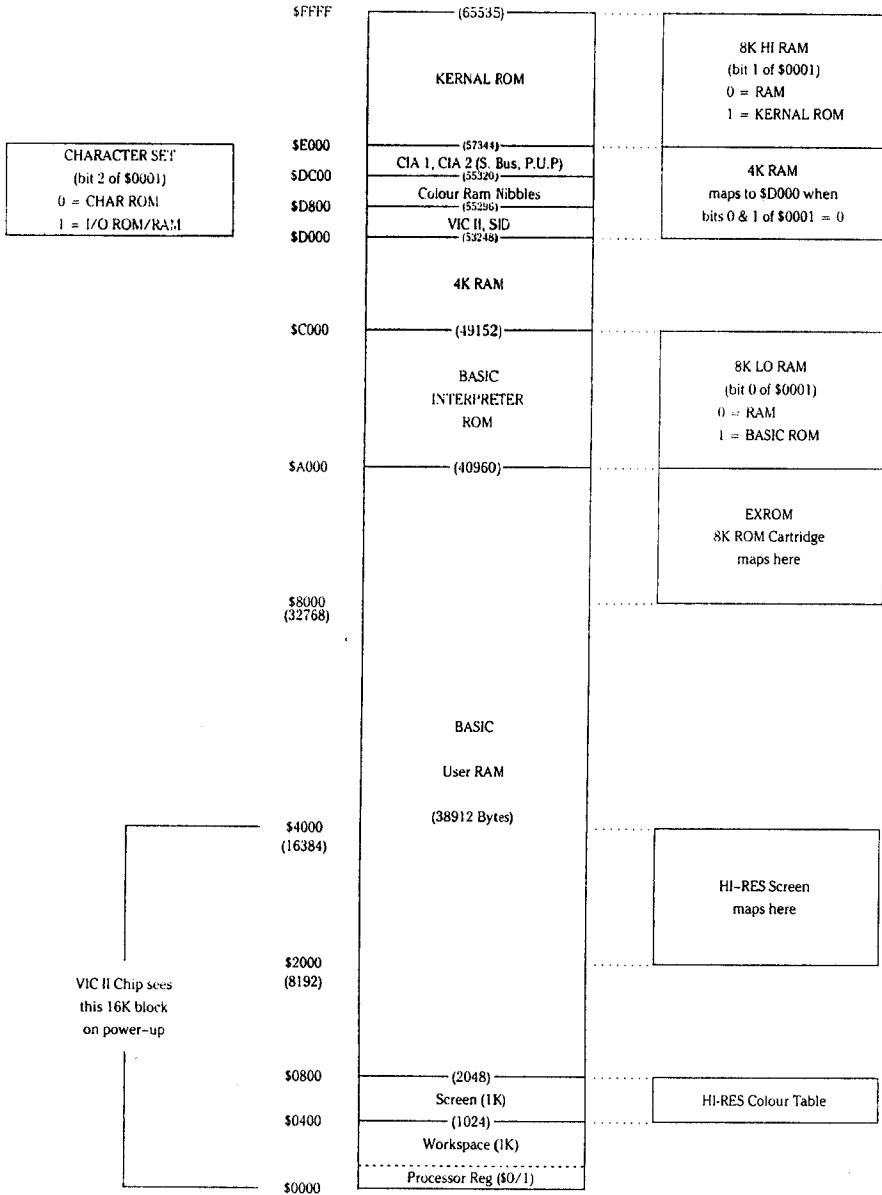 $FFFF
(65535)
KERNAL ROM
8K HI RAM
(bit 1 of $0001)
0 = RAM
1 = KERNAL ROM
$E000
(57344)
CHARACTER SET
(bit 2 of $0001)
0 = CHAR ROM
1 = I/O ROM/RAM
CIA 1, CIA 2 (S. Bus, P.U.P)
$DC00
(55320)
Colour Ram Nibbles
$D800
(55296)
VIC II, SID
$D000
(53248)
4K RAM
maps to $D000 when
bits 0 & 1 of $0001 = 0
4K RAM
$C000
(49152)
BASIC
INTERPRETER
ROM
8K LO RAM
(bit 0 of $0001)
0 = RAM
1 = BASIC ROM
$A000
(40960)
EXROM
8K ROM Cartridge
maps here
$8000
(32768)
BASIC
User RAM
(38912 Bytes)
$4000
(16384)
HI-RES Screen
maps here
$2000
(8192)
VIC II Chip sees
this 16K block
on power-up
$0800
(2048)
Screen (1K)
HI-RES Colour Table
$0400
(1024)
Workspace (1K)
Processor Reg ($0/1)
$0000